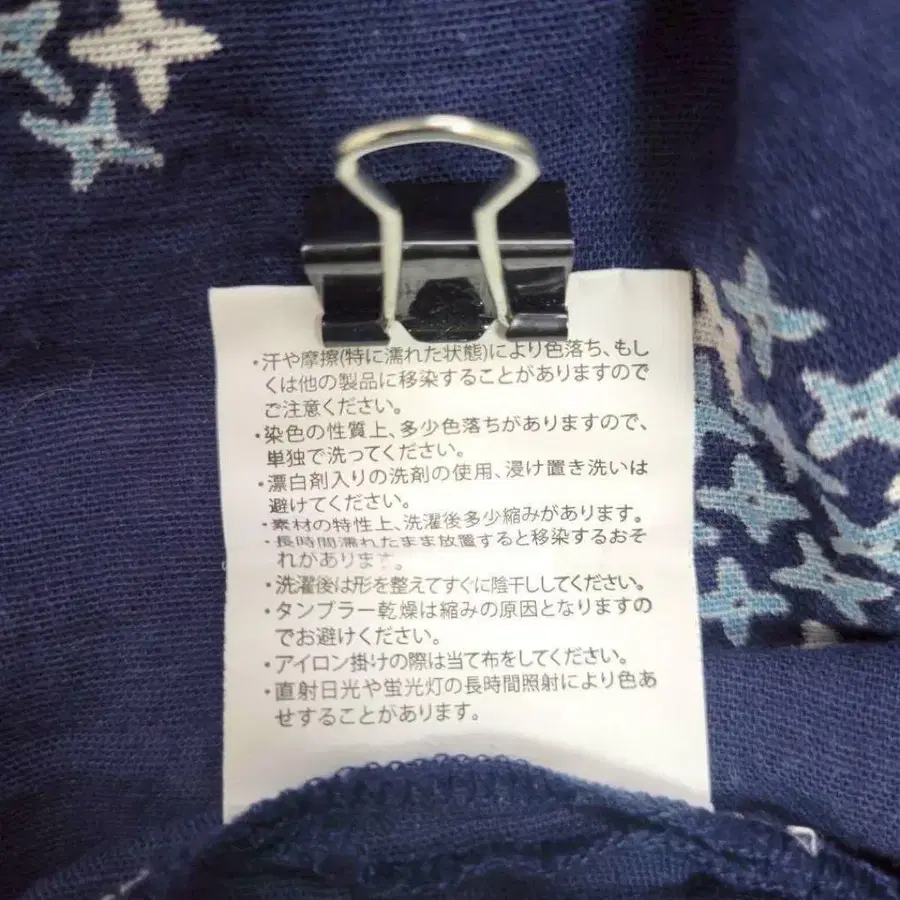 ・汗や摩擦(特に濡れた状態)により色落ち、もし
くは他の製品に移染することがありますので
ご注意ください。
・染色の性質上、多少色落ちがありますので、
単独で洗ってください。
・漂白剤入りの洗剤の使用、浸け置き洗いは
避けてください。
・素材の特性上、洗濯後多少縮みがあります。
・長時間濡れたまま放置すると移染するおそ
れがあります。
・洗濯後は形を整えてすぐに陰干ししてください。
・タンブラー乾燥は縮みの原因となりますの
でお避けください。
・アイロン掛けの際は当て布をしてください。
・直射日光や蛍光灯の長時間照射により色あ
せすることがあります。